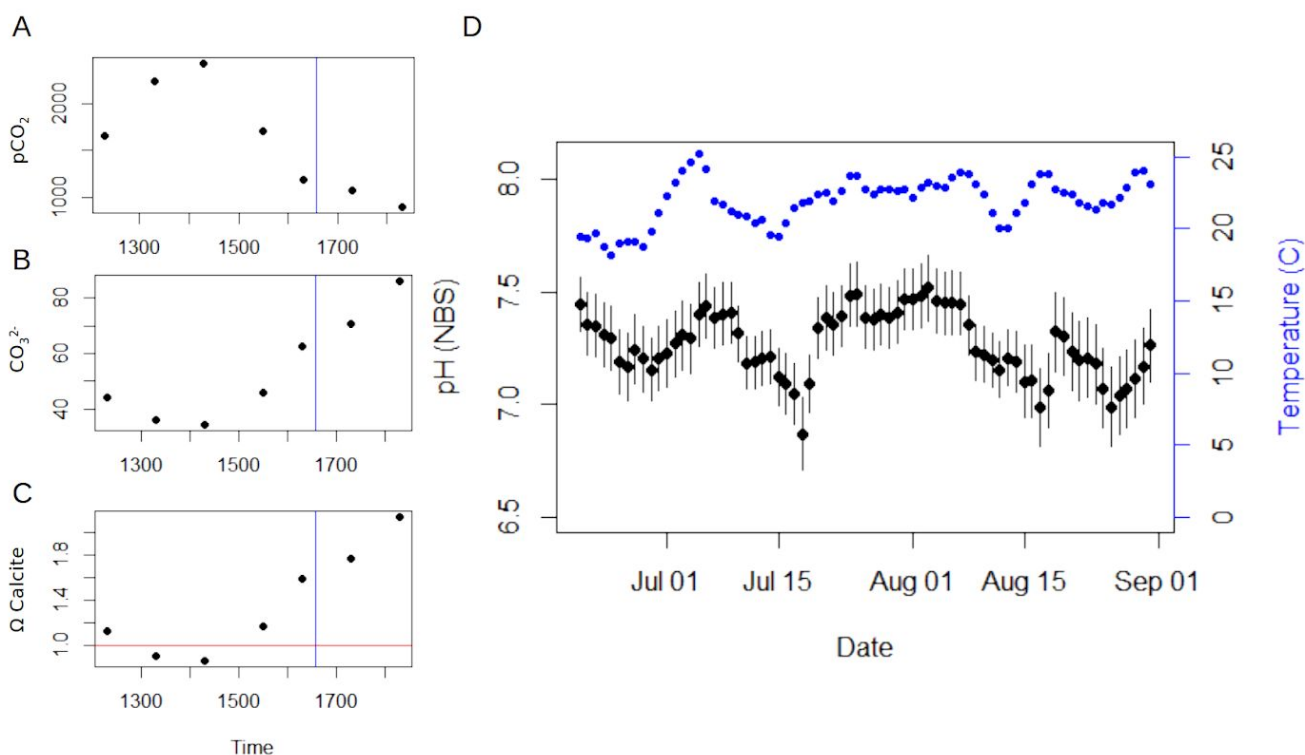 A
pCO₂
1000
2000
1300
1500
1700
B
CO₃²⁻
40
60
80
1300
1500
1700
C
Ω Calcite
1.0
1.4
1.8
1300
1500
1700
Time
D
pH (NBS)
6.5
7.0
7.5
8.0
Temperature (C)
0
5
10
15
20
25
Jul 01
Jul 15
Aug 01
Aug 15
Sep 01
Date